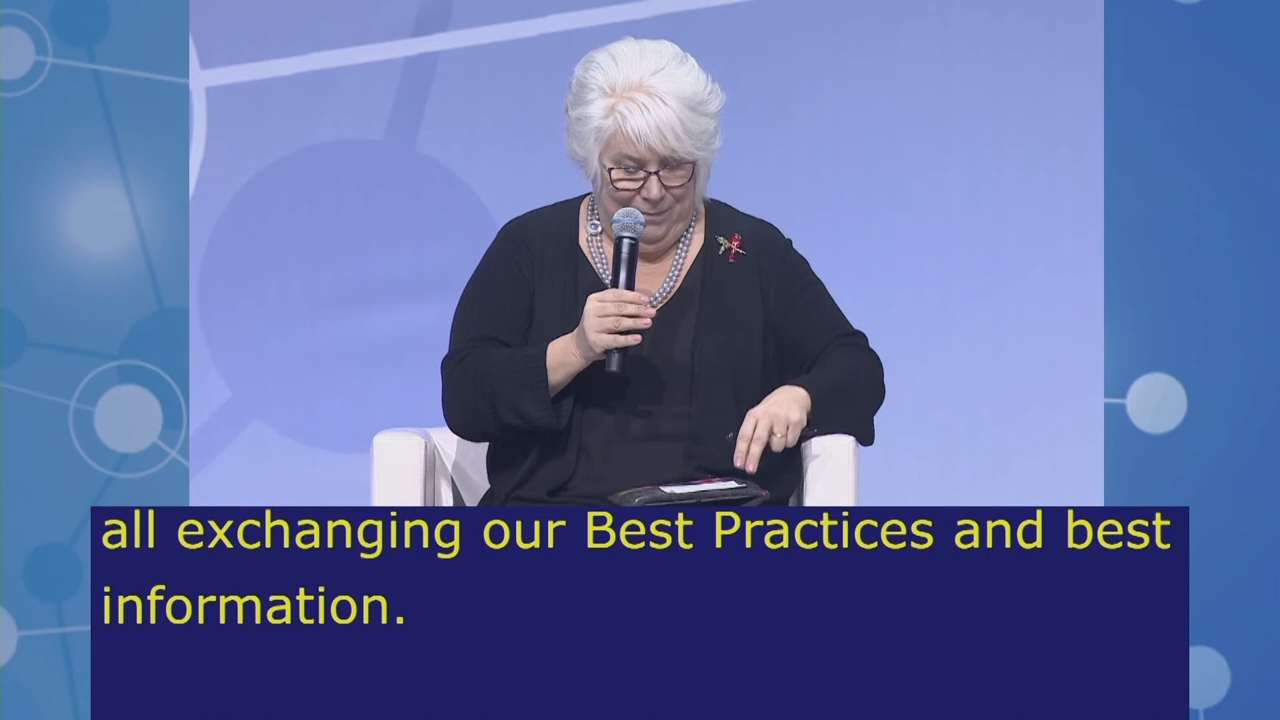 all exchanging our Best Practices and best
information.